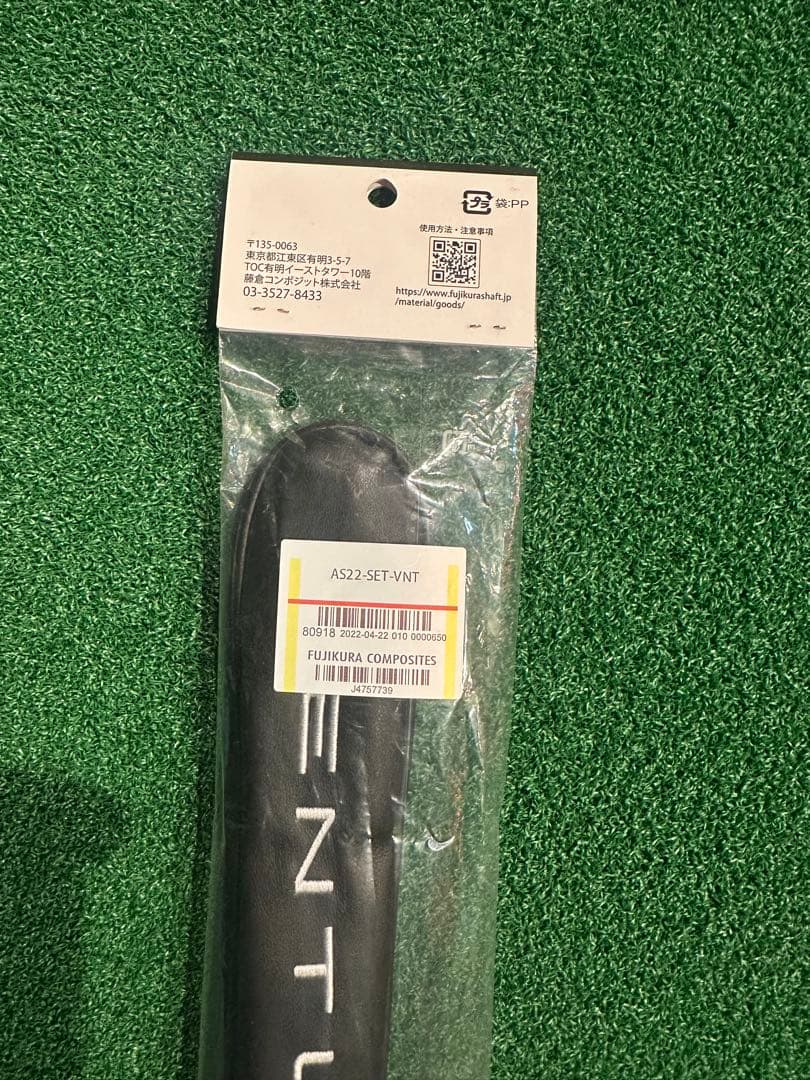 プラ 袋:PP
使用方法・注意事項
https://www.fujikurashaft.jp
/material/goods/
〒135-0063
東京都江東区有明3-5-7
TOC有明イーストタワー10階
藤倉コンポジット株式会社
03-3527-8433
AS22-SET-VNT
80918 2022-04-22 010 0000650
FUJIKURA COMPOSITES
J4757739
ENTU